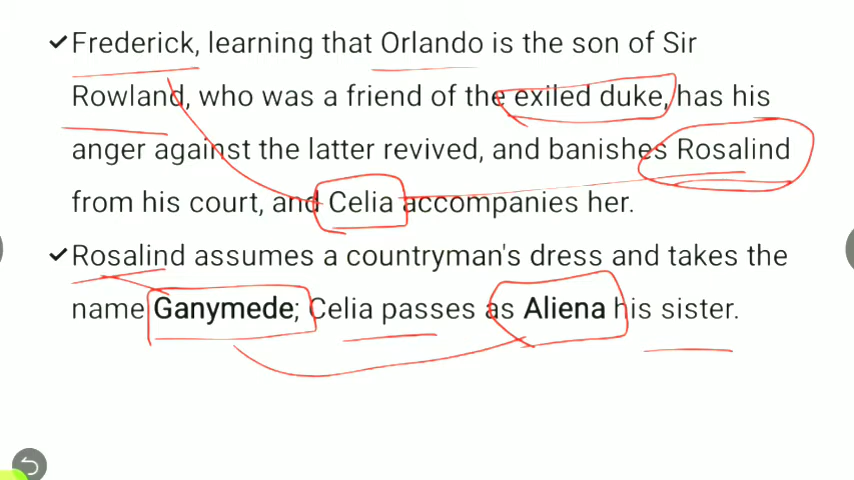 ✓Frederick, learning that Orlando is the son of Sir
Rowland, who was a friend of the exiled duke, has his
anger against the latter revived, and banishes Rosalind
from his court, and Celia accompanies her.
✓Rosalind assumes a countryman's dress and takes the
name Ganymede; Celia passes as Aliena his sister.